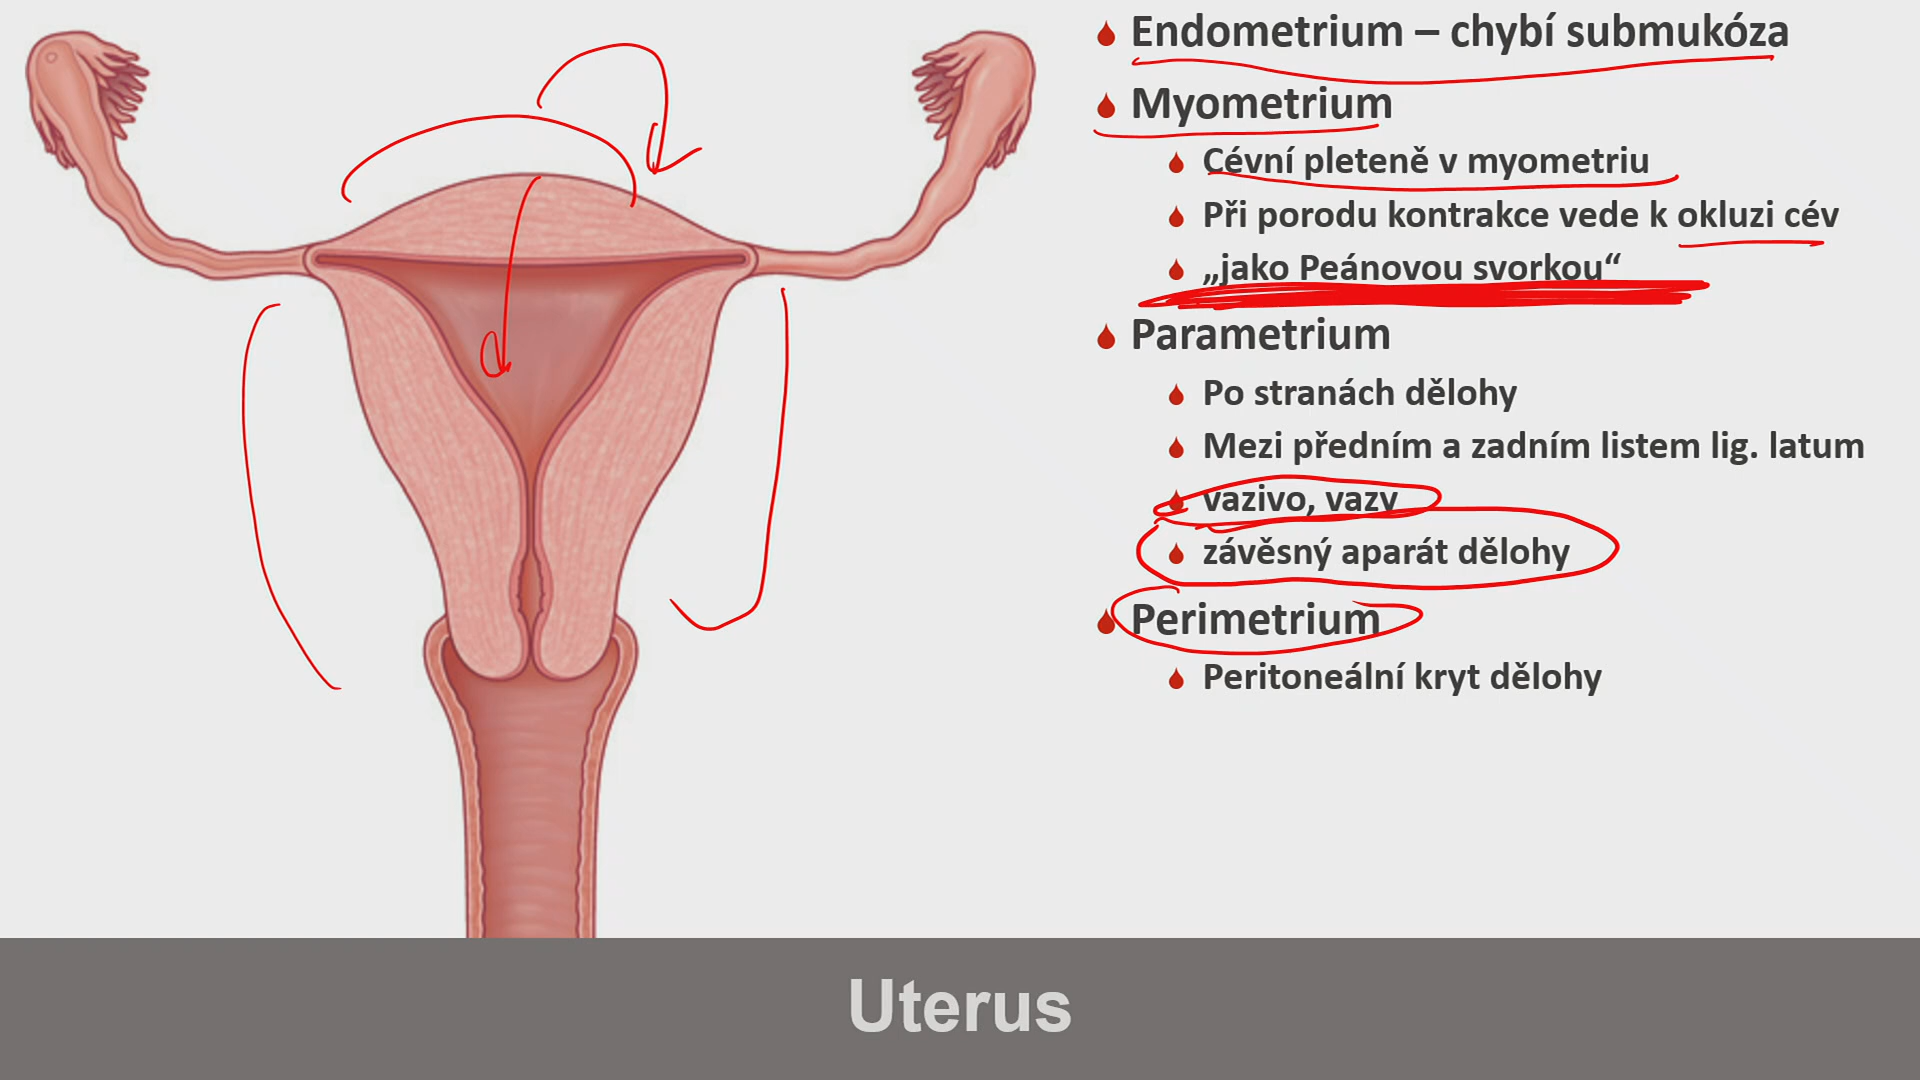 Endometrium – chybí submukóza
Myometrium
Cévní pleteně v myometriu
Při porodu kontrakce vede k okluzi cév
„jako Peánovou svorkou“
Parametrium
Po stranách dělohy
Mezi předním a zadním listem lig. latum
vazivo, vazy
závěsný aparát dělohy
Perimetrium
Peritoneální kryt dělohy
Uterus